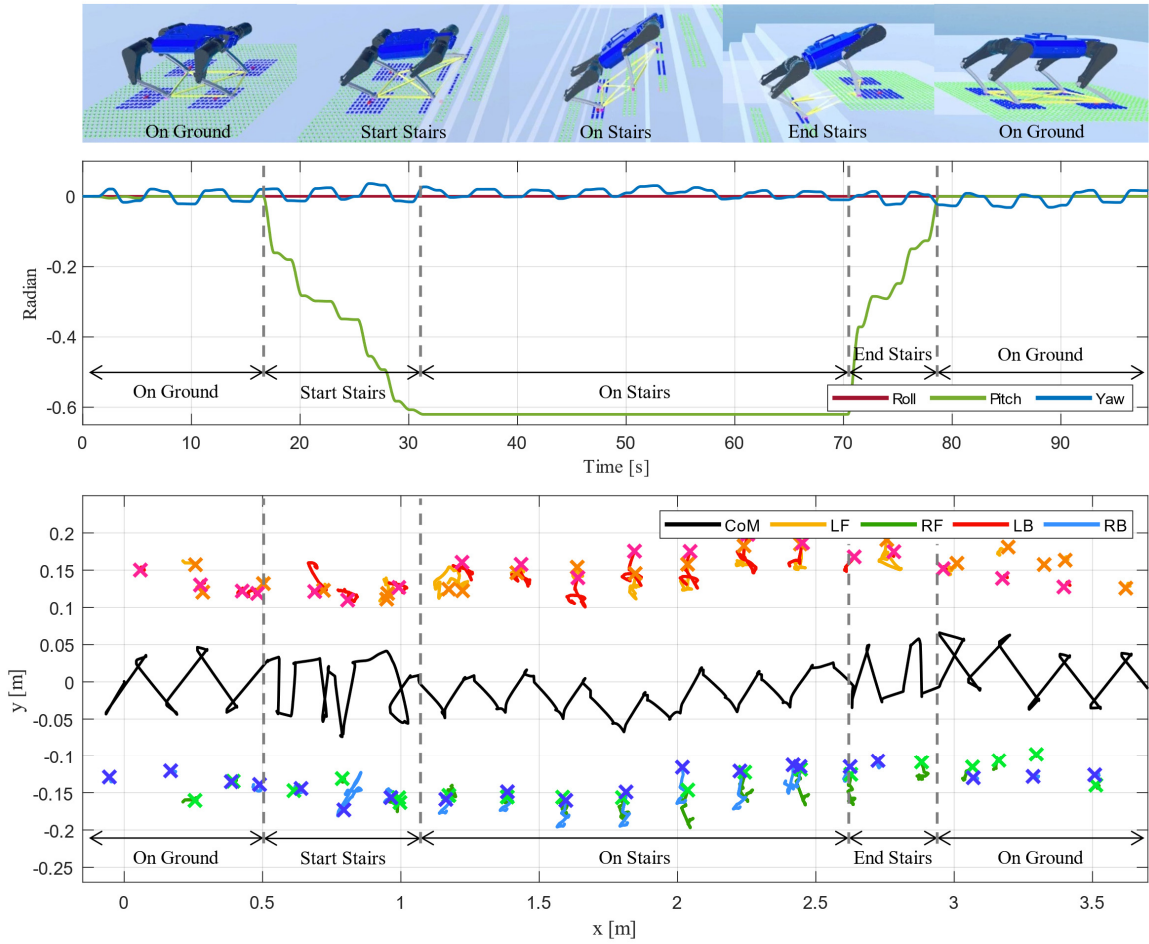 On Ground Start Stairs On Stairs End Stairs On Ground
0
-0.2
-0.4
-0.6
Radian
On Ground Start Stairs On Stairs End Stairs On Ground
Roll Pitch Yaw
0 10 20 30 40 50 60 70 80 90
Time [s]
CoM LF RF LB RB
0.2
0.15
0.1
0.05
0
-0.05
-0.1
-0.15
-0.2
-0.25
y [m]
On Ground Start Stairs On Stairs End Stairs On Ground
0 0.5 1 1.5 2 2.5 3 3.5
x [m]